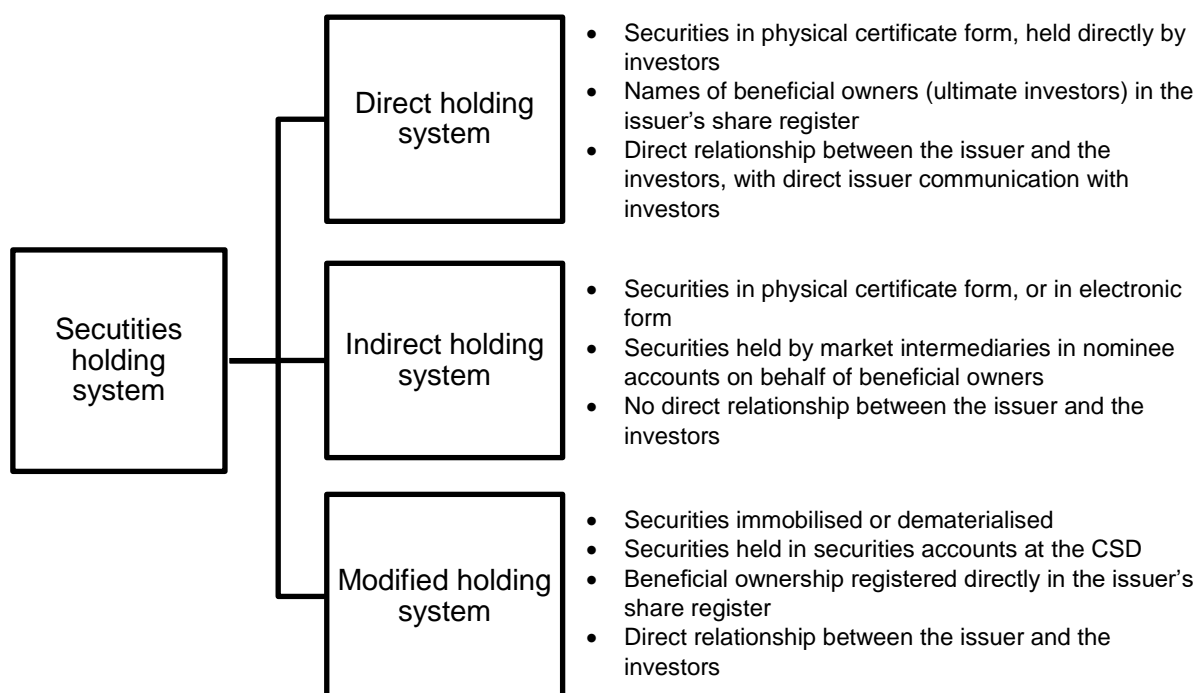 Secutities
holding
system
Direct holding
system
• Securities in physical certificate form, held directly by
investors
• Names of beneficial owners (ultimate investors) in the
issuer’s share register
• Direct relationship between the issuer and the
investors, with direct issuer communication with
investors
Indirect holding
system
• Securities in physical certificate form, or in electronic
form
• Securities held by market intermediaries in nominee
accounts on behalf of beneficial owners
• No direct relationship between the issuer and the
investors
Modified holding
system
• Securities immobilised or dematerialised
• Securities held in securities accounts at the CSD
• Beneficial ownership registered directly in the issuer’s
share register
• Direct relationship between the issuer and the
investors